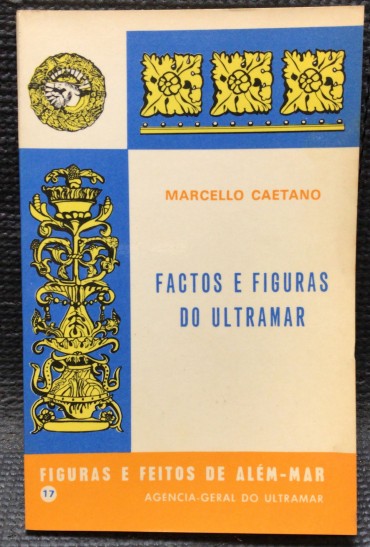 MARCELLO CAETANO
FACTOS E FIGURAS
DO ULTRAMAR
FIGURAS E FEITOS DE ALÉM-MAR
17
AGENCIA-GERAL DO ULTRAMAR